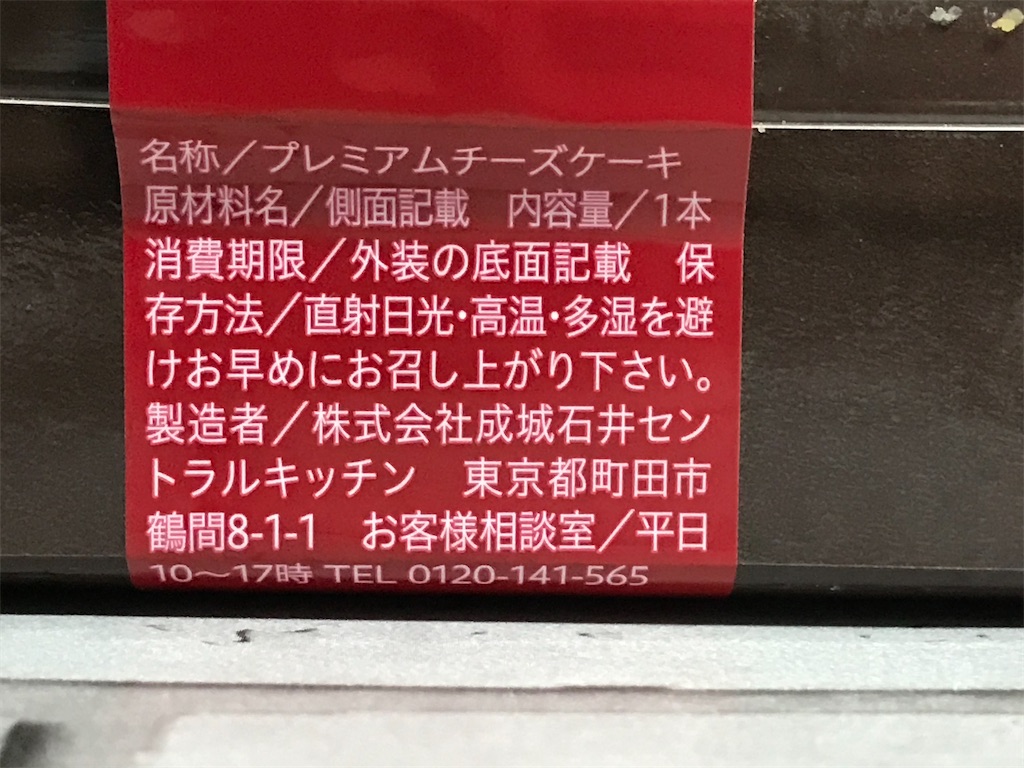 名称／プレミアムチーズケーキ
原材料名／側面記載　内容量／1本
消費期限／外装の底面記載　保
存方法／直射日光・高温・多湿を避
けお早めにお召し上がり下さい。
製造者／株式会社成城石井セン
トラルキッチン　東京都町田市
鶴間8-1-1　お客様相談室／平日
10〜17時 TEL 0120-141-565